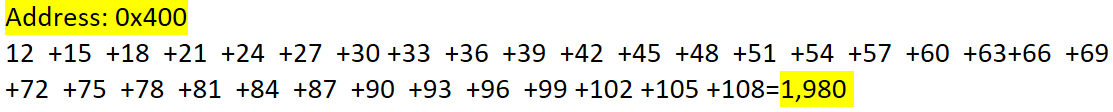 Address: 0x400
12 +15 +18 +21 +24 +27 +30 +33 +36 +39 +42 +45 +48 +51 +54 +57 +60 +63+66 +69
+72 +75 +78 +81 +84 +87 +90 +93 +96 +99 +102 +105 +108=1,980